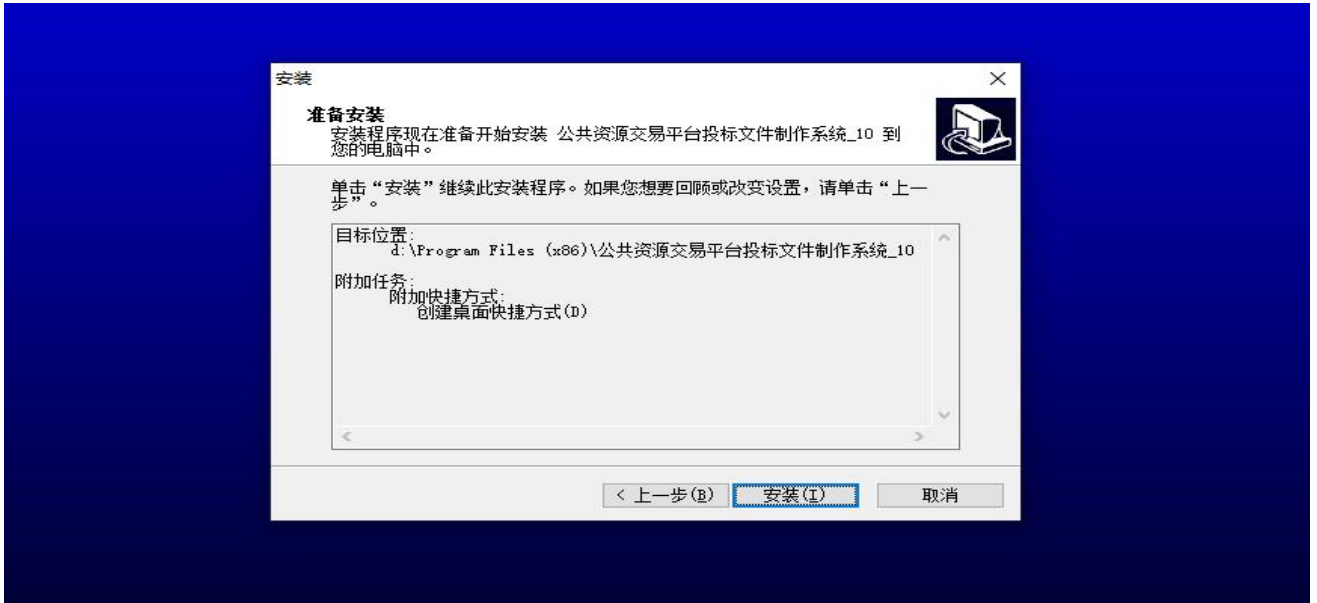 安装
准备安装
安装程序现在准备开始安装 公共资源交易平台投标文件制作系统_10 到
您的电脑中。
单击“安装”继续此安装程序。如果您想要回顾或改变设置，请单击“上一
步”。
目标位置:
d:\Program Files (x86)\公共资源交易平台投标文件制作系统_10
附加任务:
附加快捷方式:
创建桌面快捷方式(D)
< 上一步(B)
安装(I)
取消